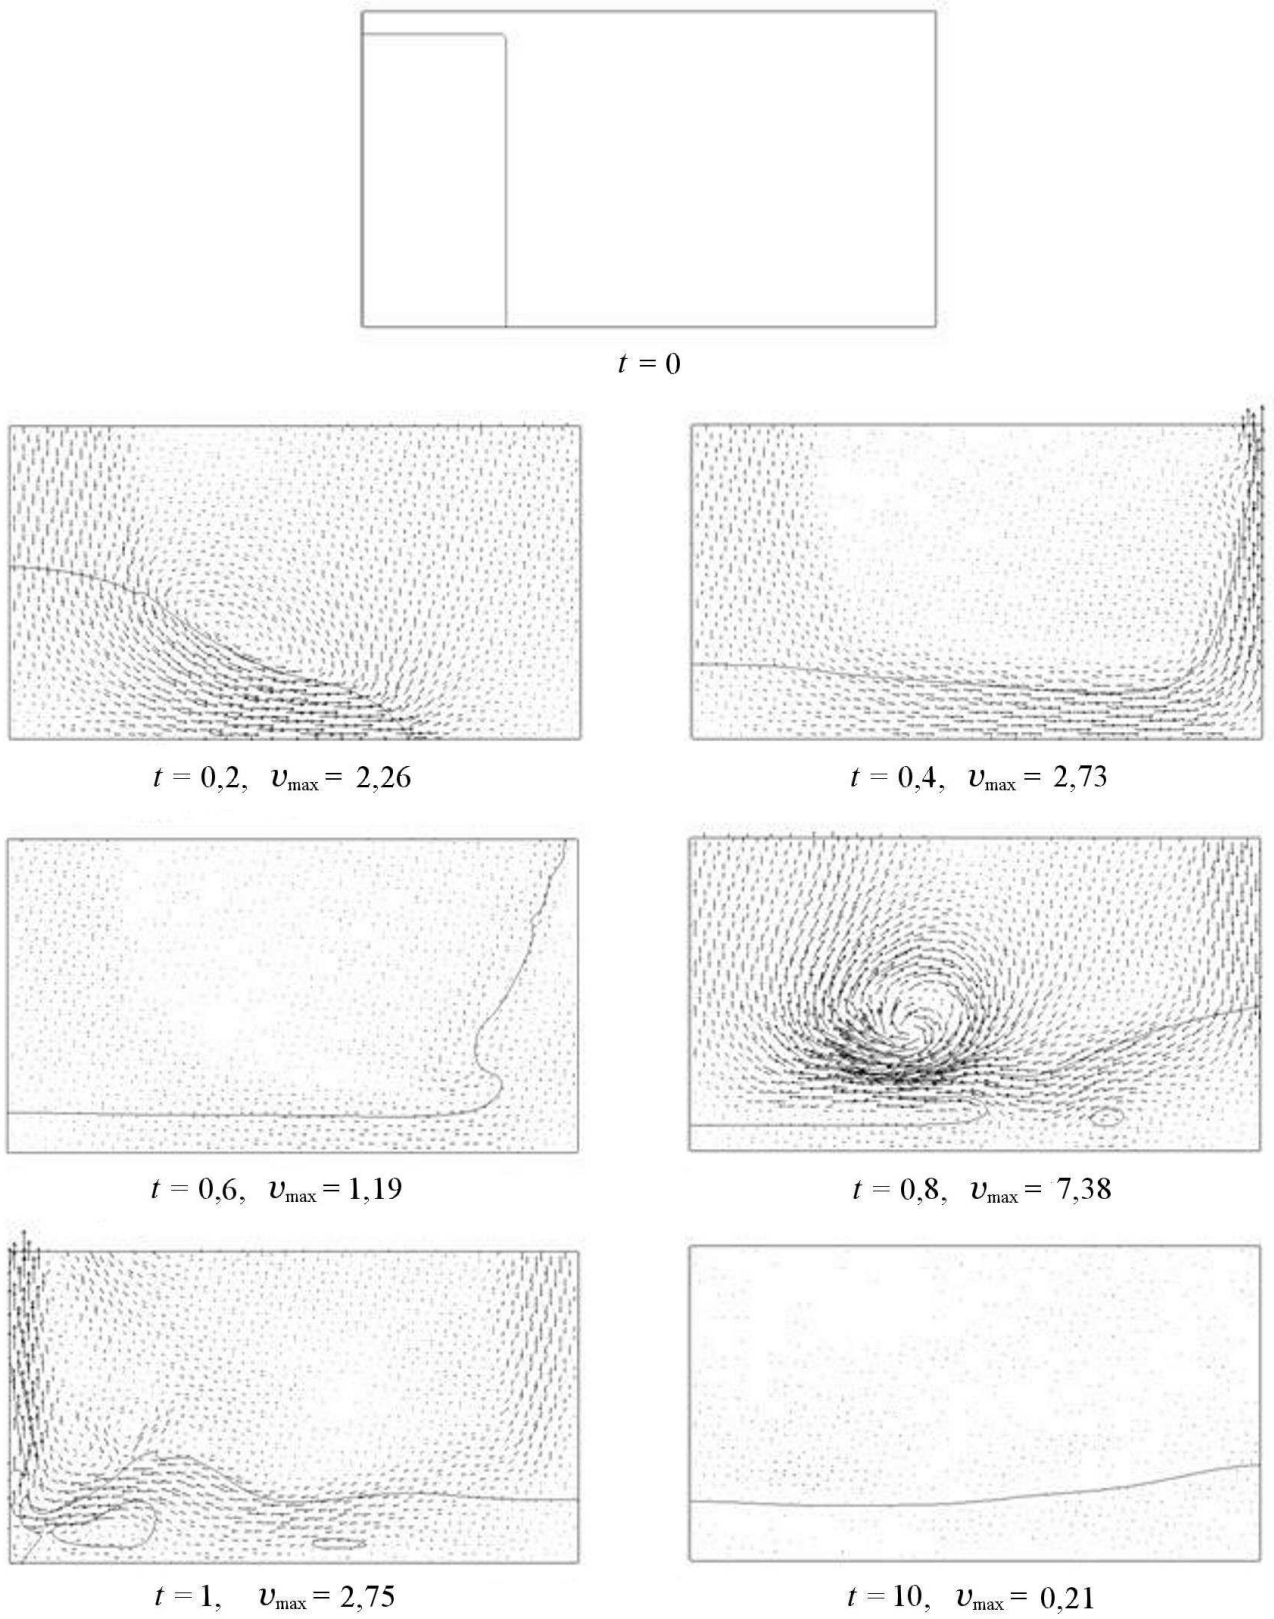 t = 0
t = 0,2, υmax = 2,26
t = 0,4, υmax = 2,73
t = 0,6, υmax = 1,19
t = 0,8, υmax = 7,38
t = 1, υmax = 2,75
t = 10, υmax = 0,21